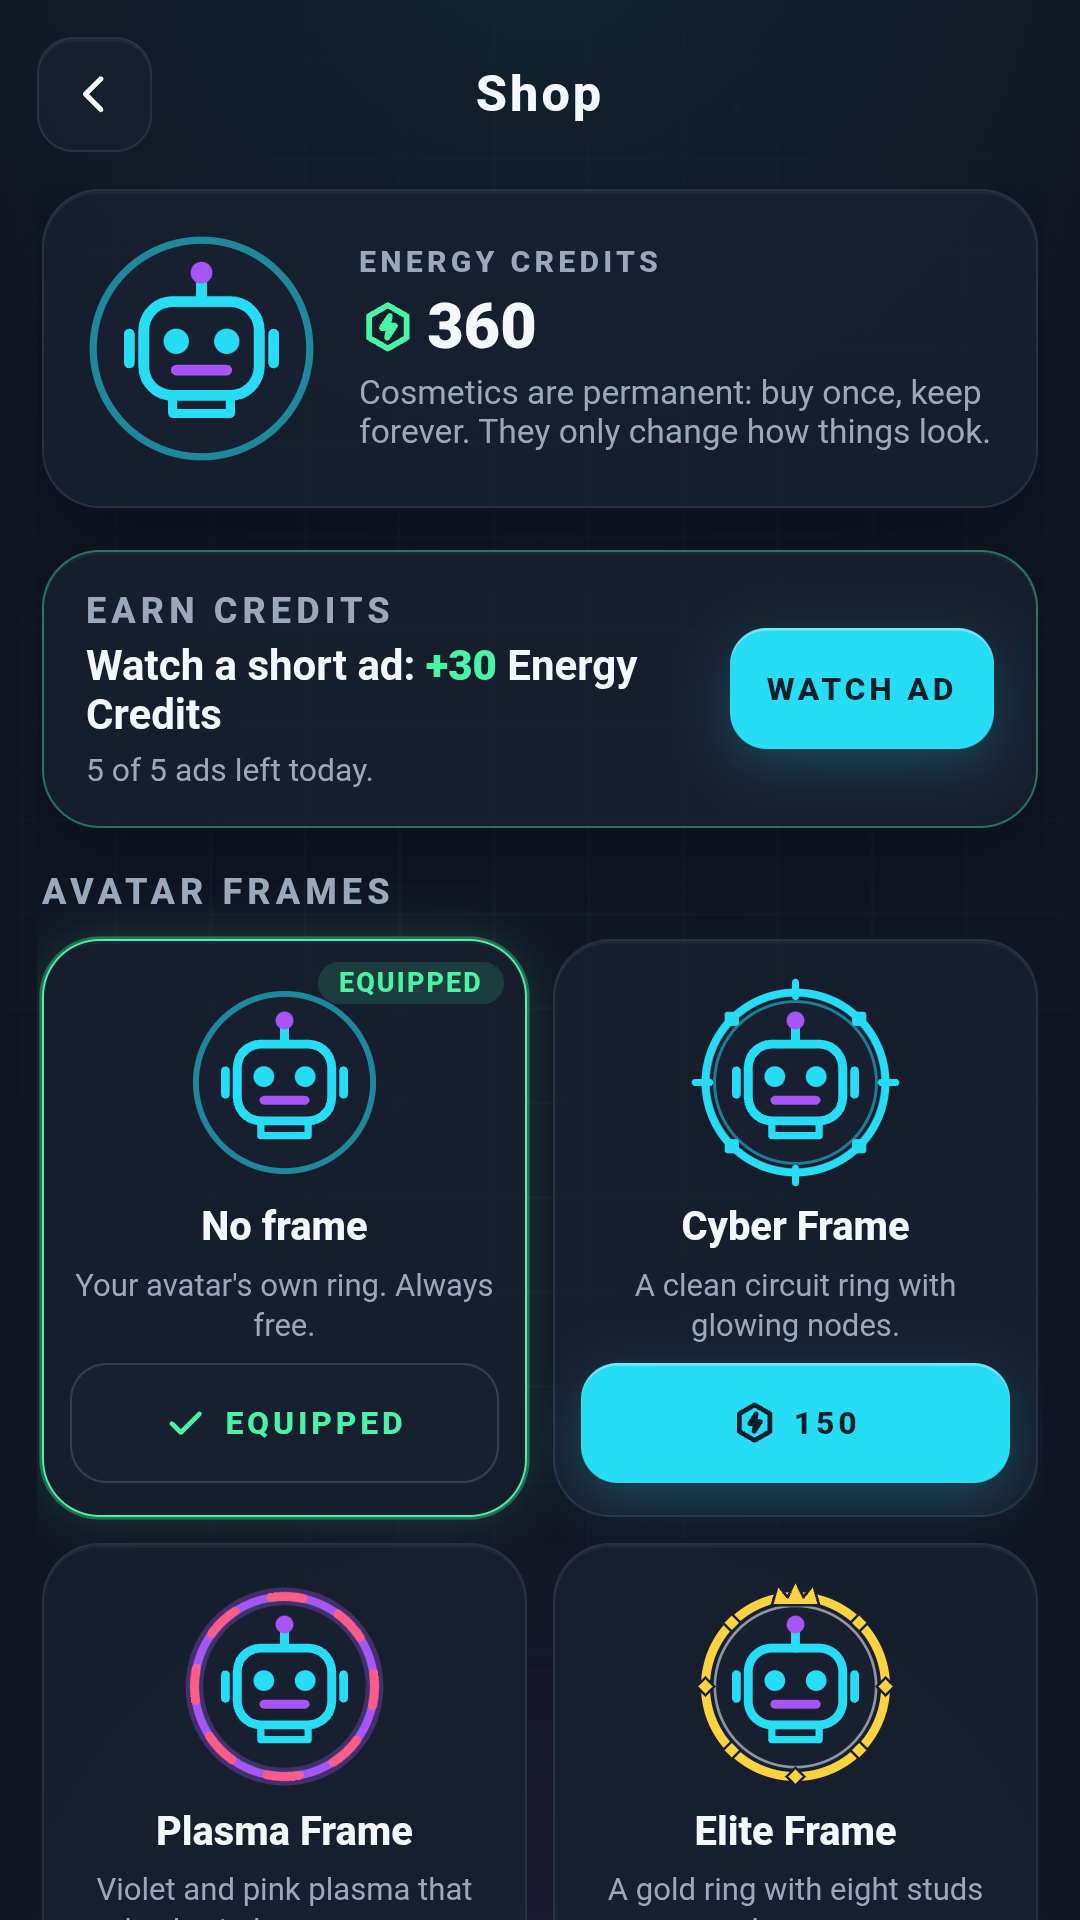 Shop
ENERGY CREDITS
360
Cosmetics are permanent: buy once, keep
forever. They only change how things look.
EARN CREDITS
Watch a short ad: +30 Energy
Credits
5 of 5 ads left today.
WATCH AD
AVATAR FRAMES
EQUIPPED
No frame
Your avatar's own ring. Always
free.
EQUIPPED
Cyber Frame
A clean circuit ring with
glowing nodes.
150
Plasma Frame
Violet and pink plasma that
Elite Frame
A gold ring with eight studs